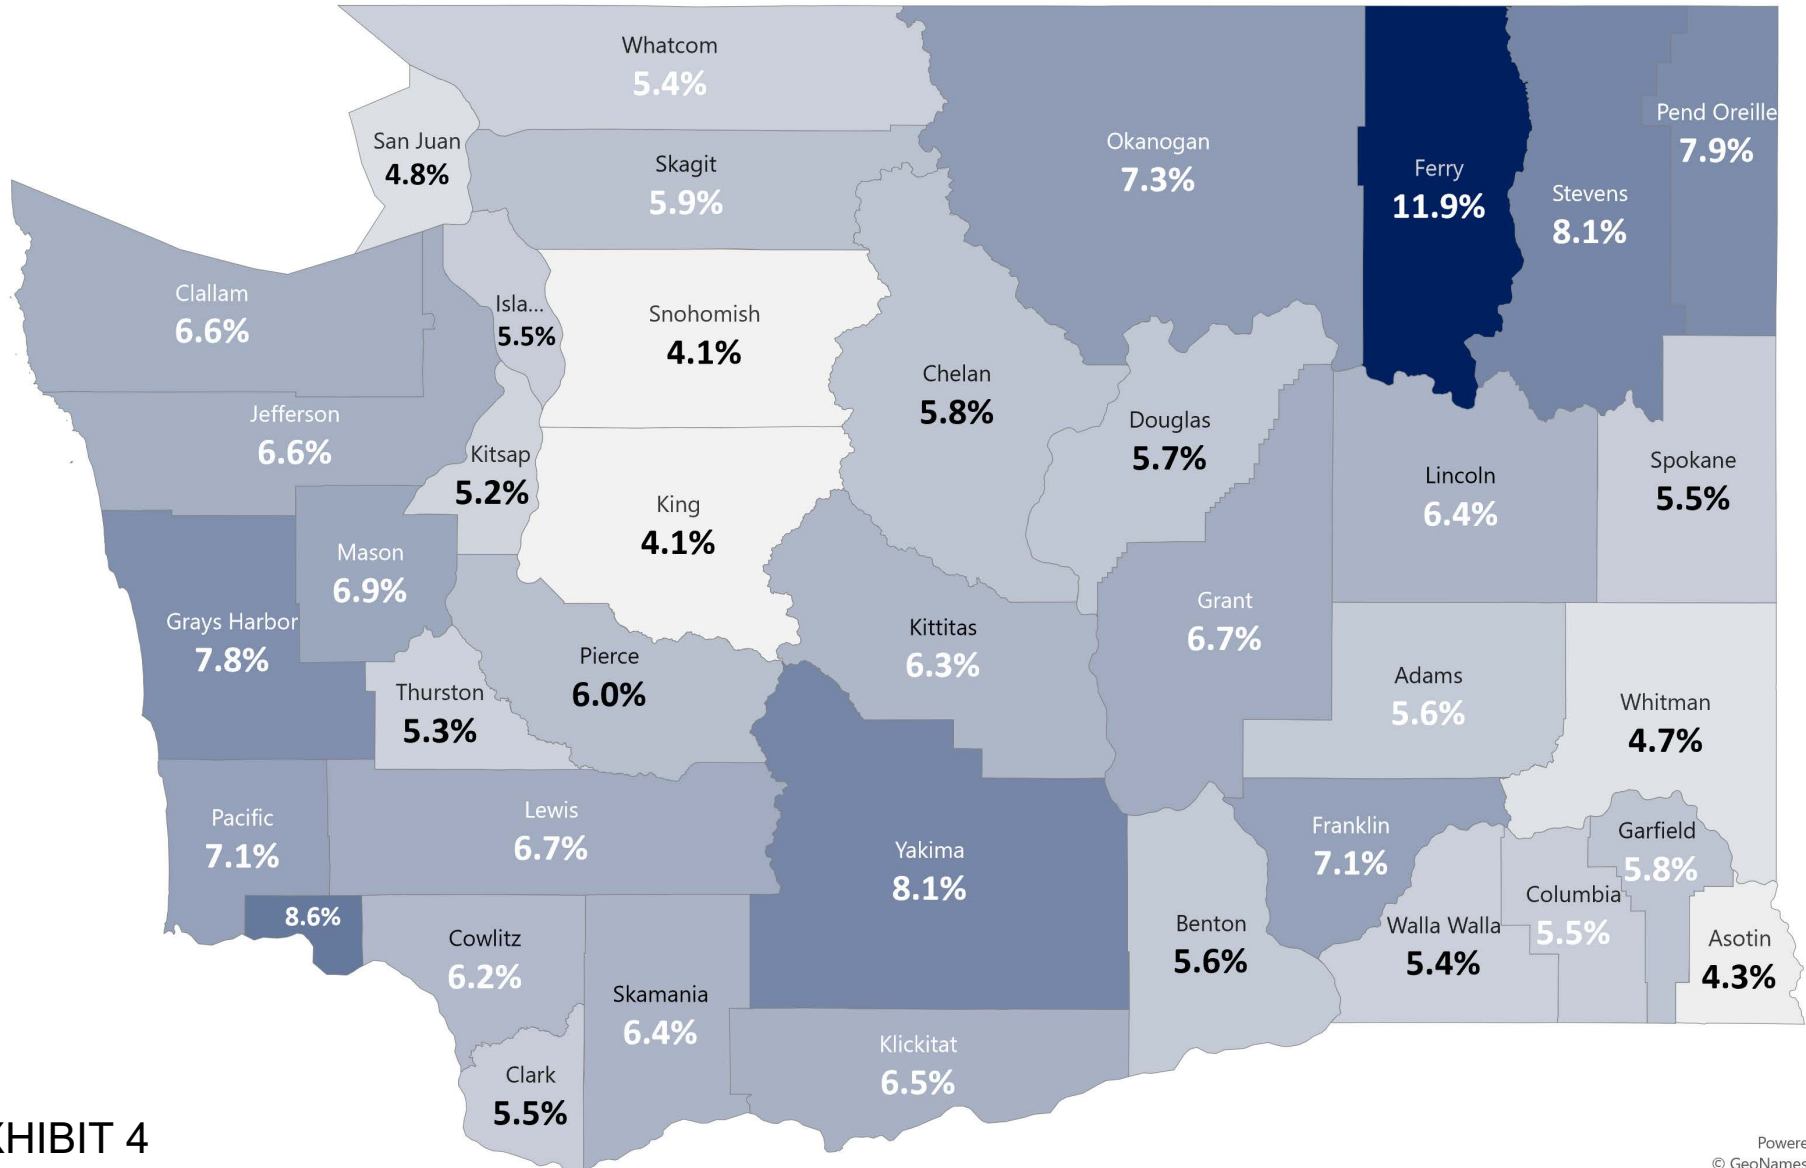 Whatcom
5.4%
San Juan
4.8%
Skagit
5.9%
Okanogan
7.3%
Ferry
11.9%
Stevens
8.1%
Pend Oreille
7.9%
Clallam
6.6%
Isla...
5.5%
Snohomish
4.1%
Chelan
5.8%
Douglas
5.7%
Jefferson
6.6%
Kitsap
5.2%
King
4.1%
Lincoln
6.4%
Spokane
5.5%
Mason
6.9%
Grays Harbor
7.8%
Thurston
5.3%
Pierce
6.0%
Kittitas
6.3%
Grant
6.7%
Adams
5.6%
Whitman
4.7%
Pacific
7.1%
Lewis
6.7%
Yakima
8.1%
Franklin
7.1%
Garfield
5.8%
8.6%
Cowlitz
6.2%
Skamania
6.4%
Benton
5.6%
Walla Walla
5.4%
Columbia
5.5%
Asotin
4.3%
Clark
5.5%
Klickitat
6.5%
XHIBIT 4
Powere
© GeoNames